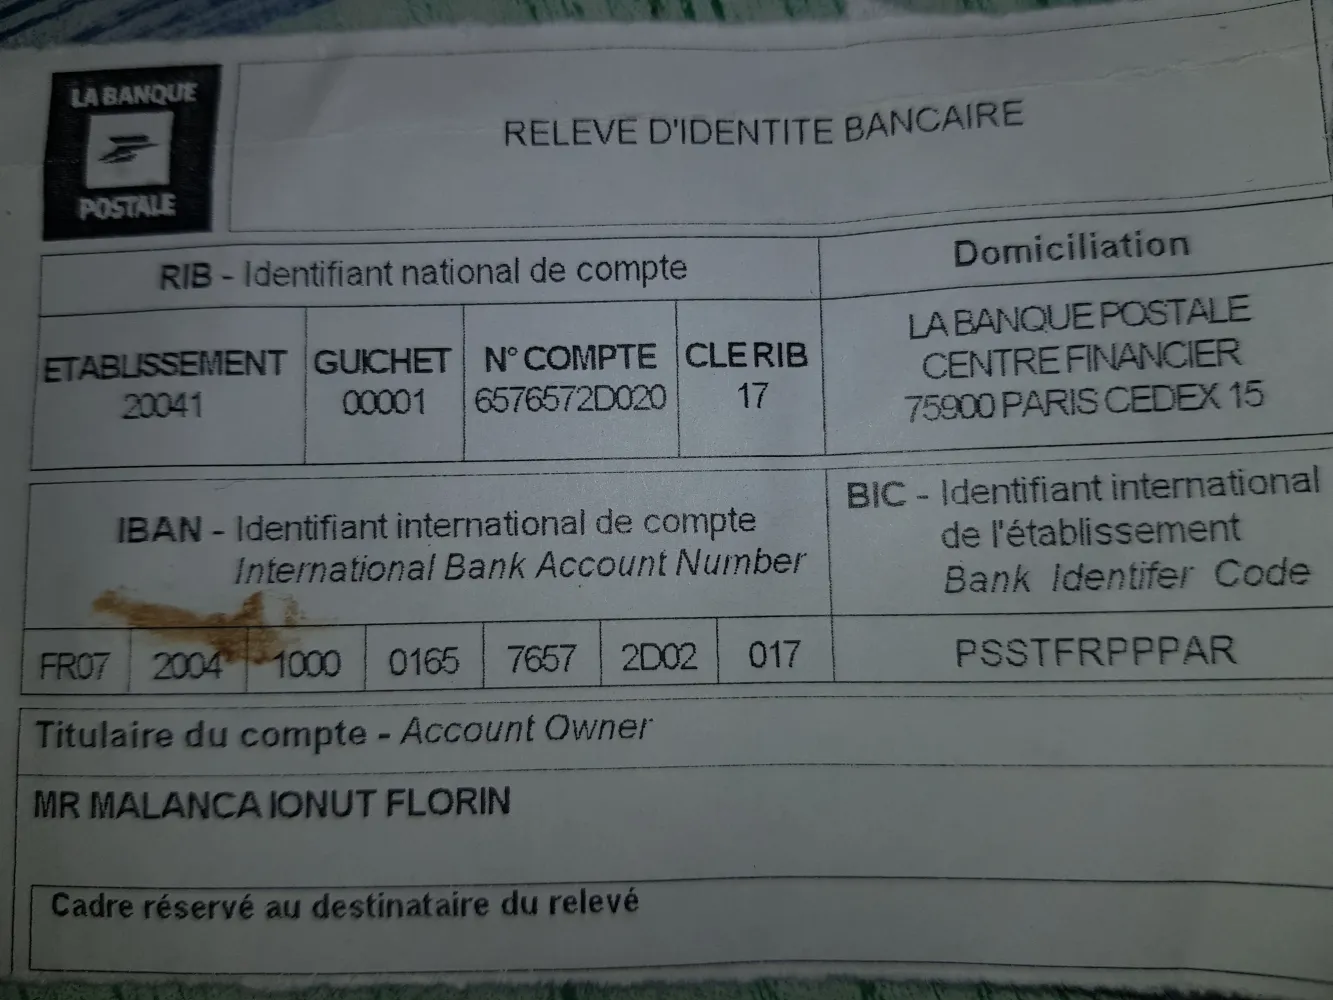 LA BANQUE
POSTALE
RELEVE D'IDENTITE BANCAIRE
RIB - Identifiant national de compte
Domiciliation
ETABLISSEMENT GUICHET N° COMPTE CLE RIB
20041 00001 6576572D020 17
LA BANQUE POSTALE
CENTRE FINANCIER
75900 PARIS CEDEX 15
IBAN - Identifiant international de compte
International Bank Account Number
BIC - Identifiant international
de l'établissement
Bank Identifer Code
FR07 2004 1000 0165 7657 2D02 017
PSSTFRPPPAR
Titulaire du compte - Account Owner
MR MALANCA IONUT FLORIN
Cadre réservé au destinataire du relevé